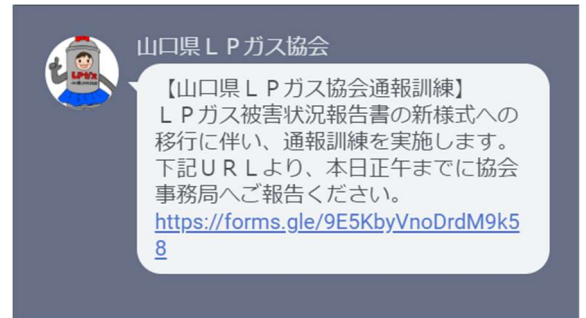 山口県ＬＰガス協会
【山口県ＬＰガス協会通報訓練】
ＬＰガス被害状況報告書の新様式への
移行に伴い、通報訓練を実施します。
下記ＵＲＬより、本日正午までに協会
事務局へご報告ください。
https://forms.gle/9E5KbyVnoDrdM9k5
8
LPガス